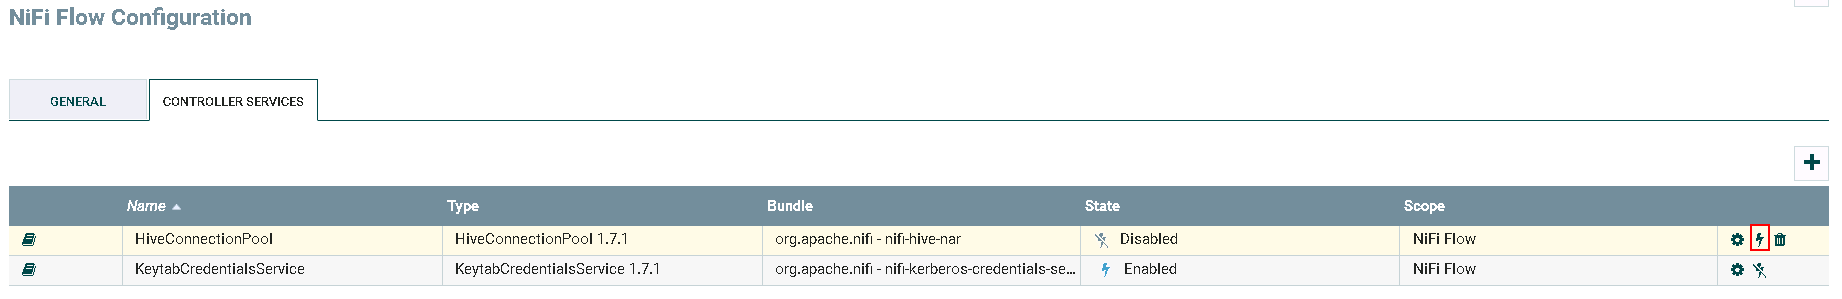 NiFi Flow Configuration
GENERAL CONTROLLER SERVICES
Name Type Bundle State Scope
HiveConnectionPool HiveConnectionPool 1.7.1 org.apache.nifi - nifi-hive-nar Disabled NiFi Flow
KeytabCredentialsService KeytabCredentialsService 1.7.1 org.apache.nifi - nifi-kerberos-credentials-se... Enabled NiFi Flow